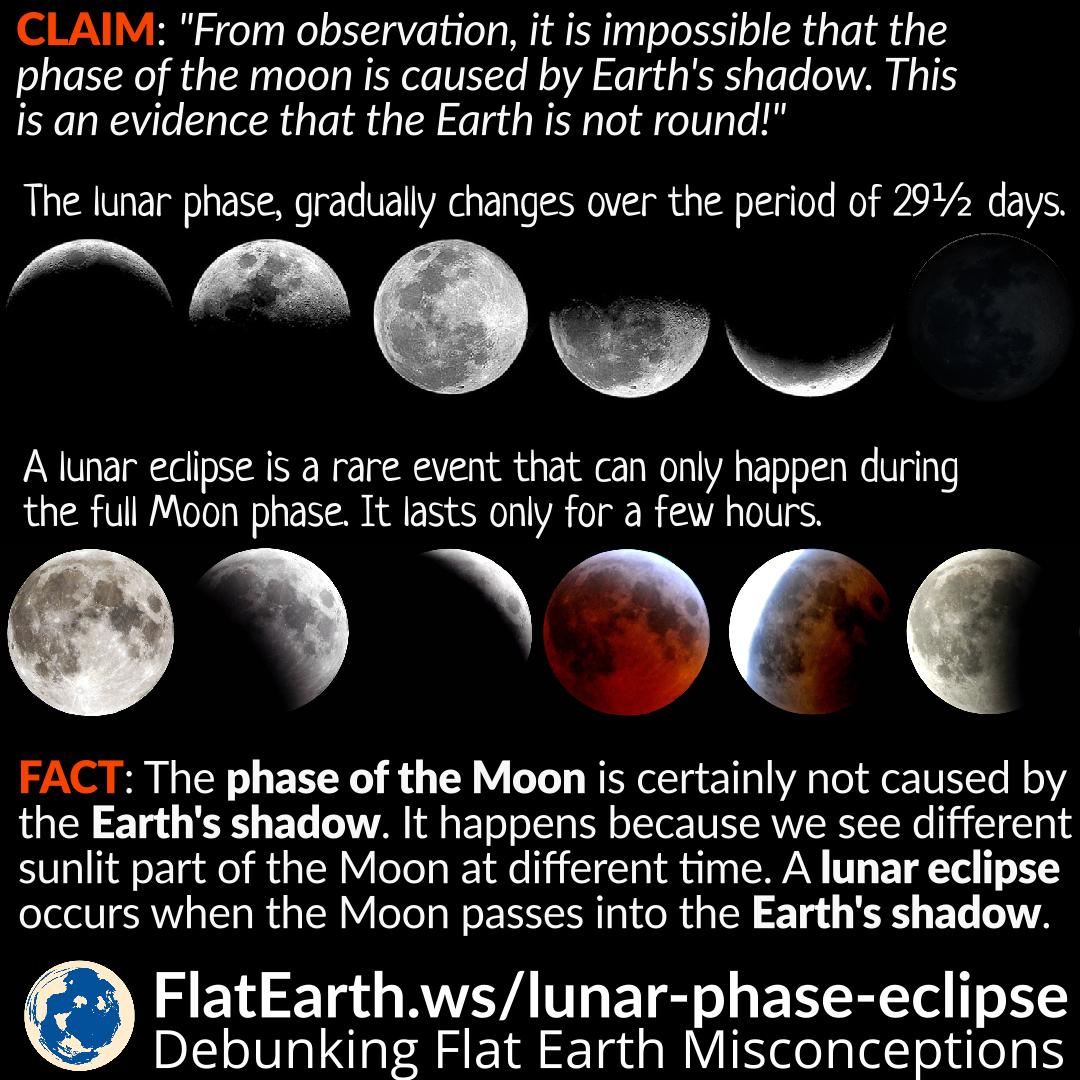 CLAIM: "From observation, it is impossible that the
phase of the moon is caused by Earth's shadow. This
is an evidence that the Earth is not round!"
The lunar phase, gradually changes over the period of 29½ days.
A lunar eclipse is a rare event that can only happen during
the full Moon phase. It lasts only for a few hours.
FACT: The phase of the Moon is certainly not caused by
the Earth's shadow. It happens because we see different
sunlit part of the Moon at different time. A lunar eclipse
occurs when the Moon passes into the Earth's shadow.
FlatEarth.ws/lunar-phase-eclipse
Debunking Flat Earth Misconceptions